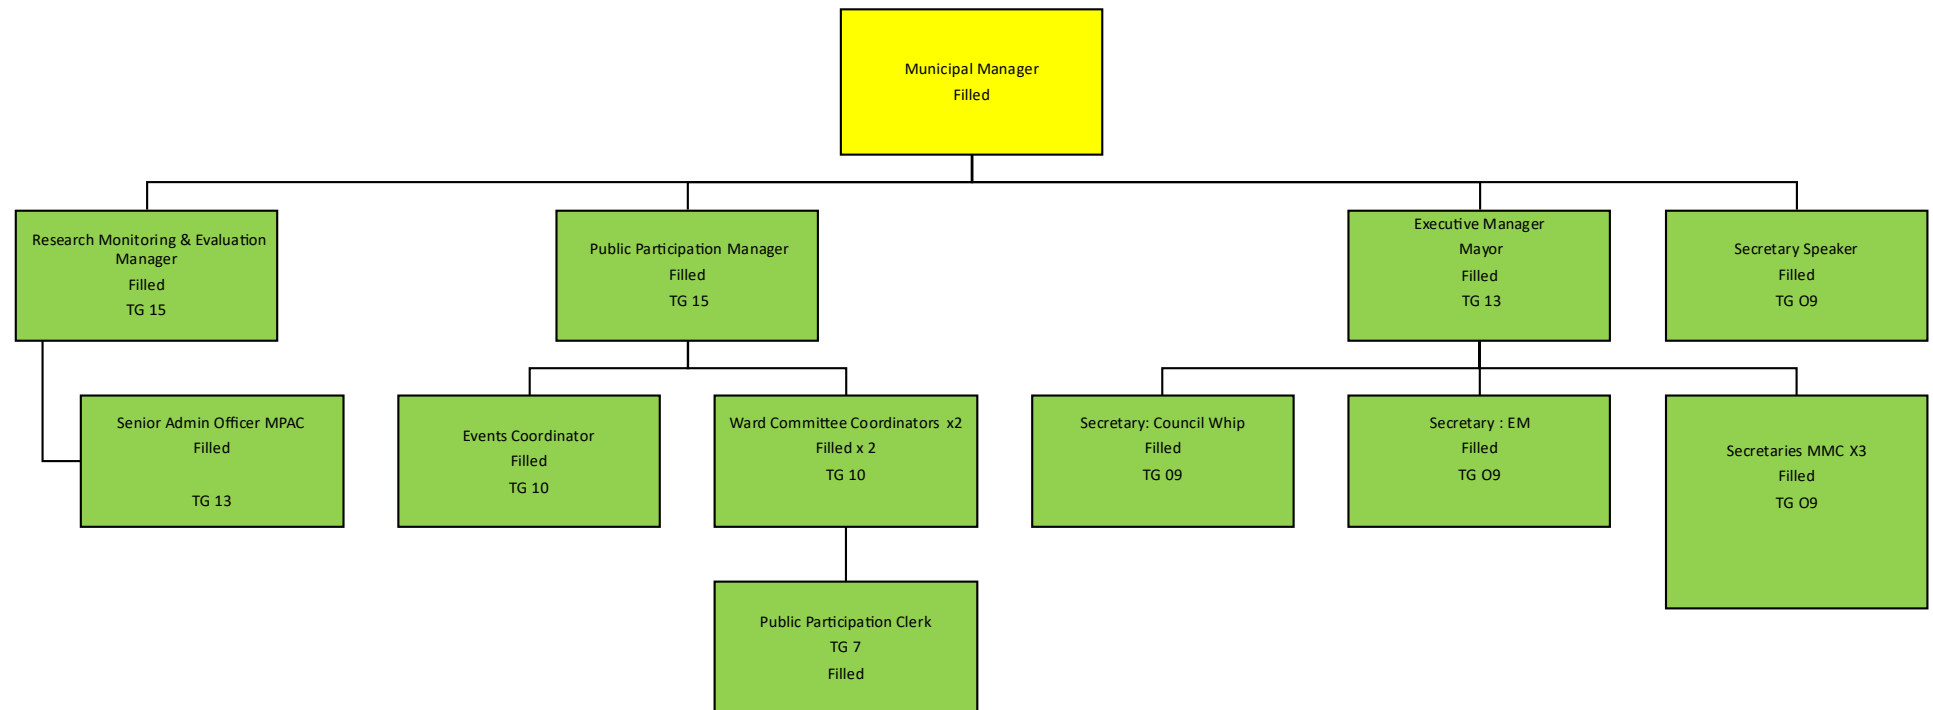 Municipal Manager
Filled
Research Monitoring & Evaluation
Manager
Filled
TG 15
Public Participation Manager
Filled
TG 15
Executive Manager
Mayor
Filled
TG 13
Secretary Speaker
Filled
TG O9
Senior Admin Officer MPAC
Filled
TG 13
Events Coordinator
Filled
TG 10
Ward Committee Coordinators x2
Filled x 2
TG 10
Secretary: Council Whip
Filled
TG 09
Secretary : EM
Filled
TG O9
Secretaries MMC X3
Filled
TG O9
Public Participation Clerk
TG 7
Filled